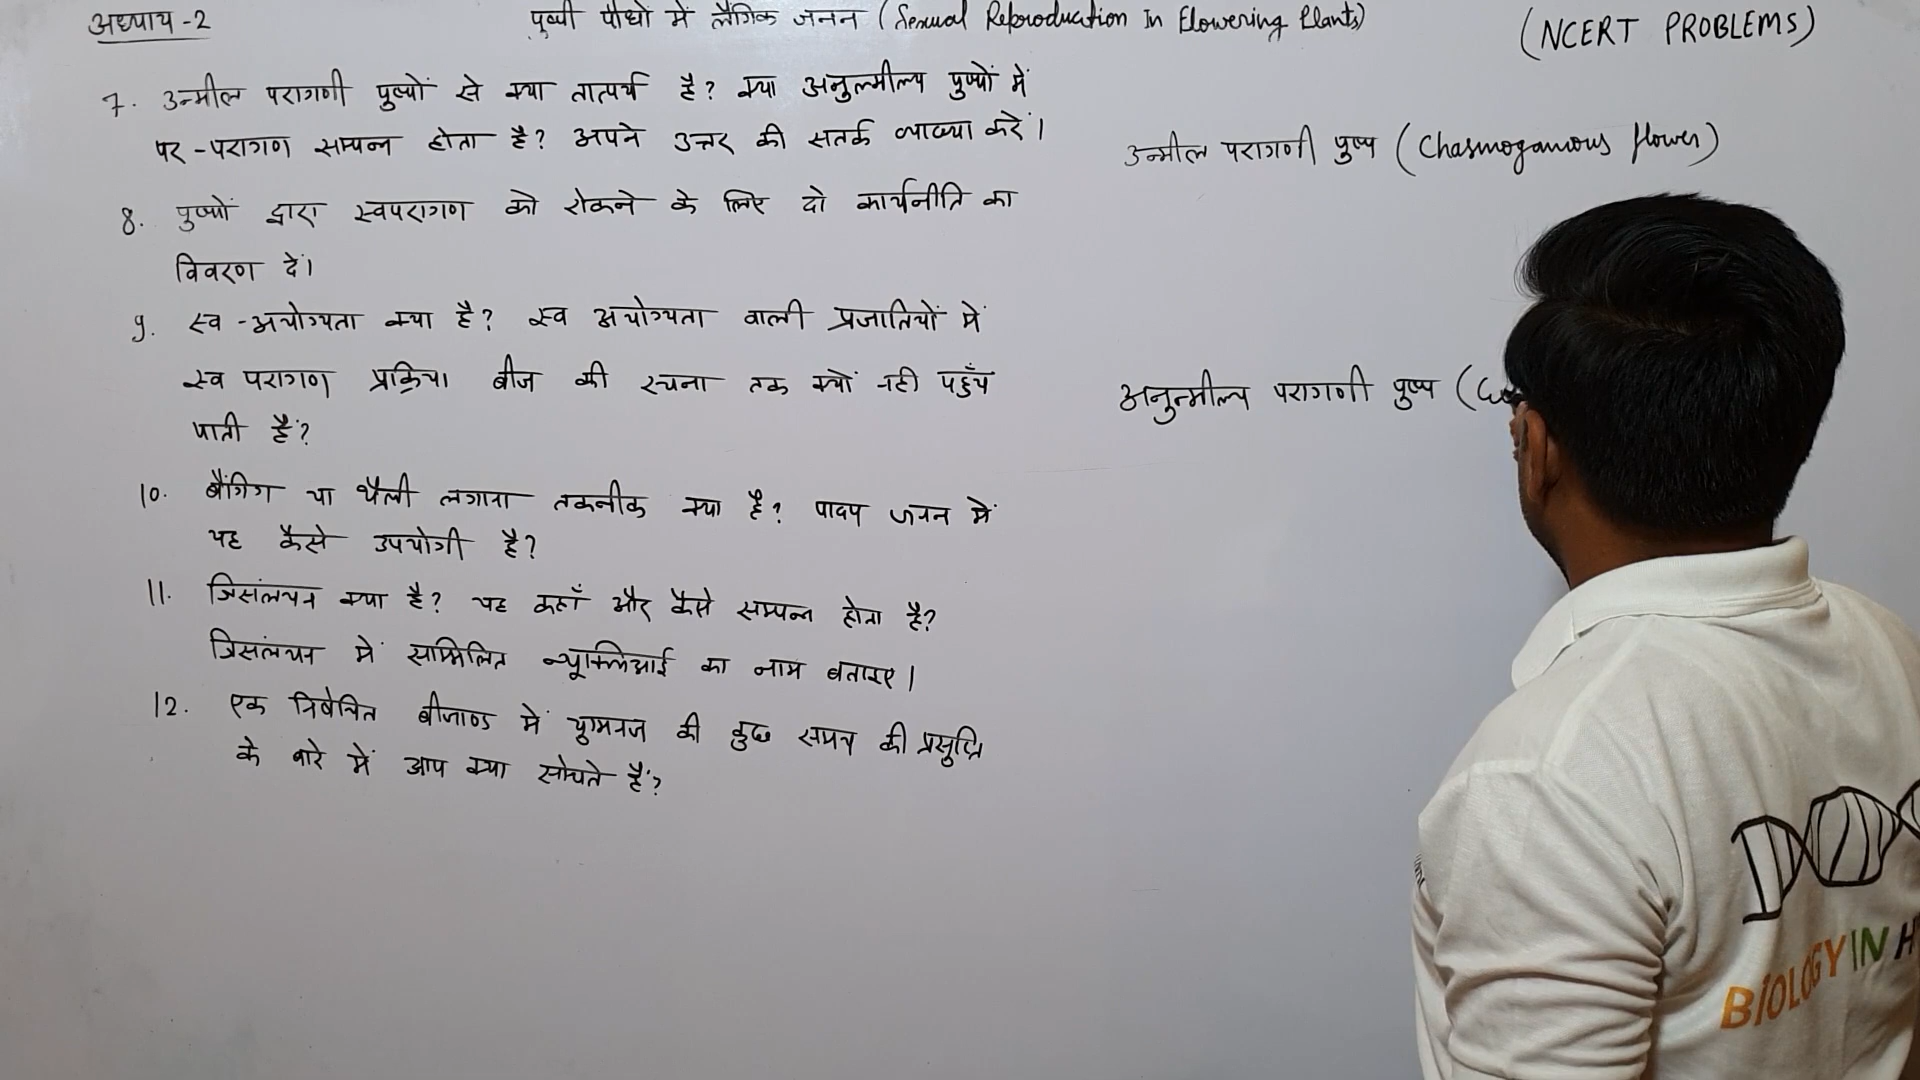 अध्याय -2
पुष्पी पौधों में लैंगिक जनन (Sexual Reproduction In Flowering Plants)
(NCERT PROBLEMS)
7. उन्मील परागणी पुष्पों से क्या तात्पर्य है? क्या अनुन्मील्य पुष्पों में
पर -परागण सम्पन्न होता है? अपने उत्तर की सतर्क व्याख्या करें।
8. पुष्पों द्वारा स्वपरागण को रोकने के लिए दो कार्यनीति का
विवरण दें।
9. स्व -अयोग्यता क्या है? स्व अयोग्यता वाली प्रजातियों में
स्व परागण प्रक्रिया बीज की रचना तक क्यों नही पहुँच
पाती है?
10. बैगिंग या थैली लगाना तकनीक क्या है? पादप जनन में
यह कैसे उपयोगी है?
11. त्रिसंलयन क्या है? यह कहाँ और कैसे सम्पन्न होता है?
त्रिसंलयन में सम्मिलित न्यूक्लिआई का नाम बताएं।
12. एक निषेचित बीजाण्ड में युग्मनज की कुछ समय की प्रसुप्ति
के बारे में आप क्या सोचते हैं?
उन्मील परागणी पुष्प (Chasmogamous flower)
अनुन्मील्य परागणी पुष्प (
BIOLOGY IN H